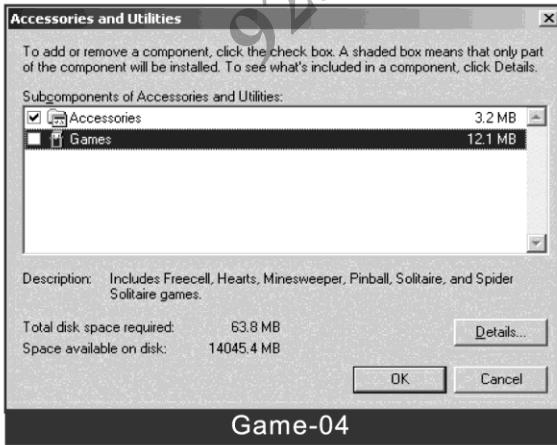 Accessories and Utilities
To add or remove a component, click the check box. A shaded box means that only part
of the component will be installed. To see what's included in a component, click Details.
Subcomponents of Accessories and Utilities:
Accessories 3.2 MB
Games 12.1 MB
Description: Includes Freecell, Hearts, Minesweeper, Pinball, Solitaire, and Spider
Solitaire games.
Total disk space required: 63.8 MB
Space available on disk: 14045.4 MB
Details...
OK Cancel
Game-04